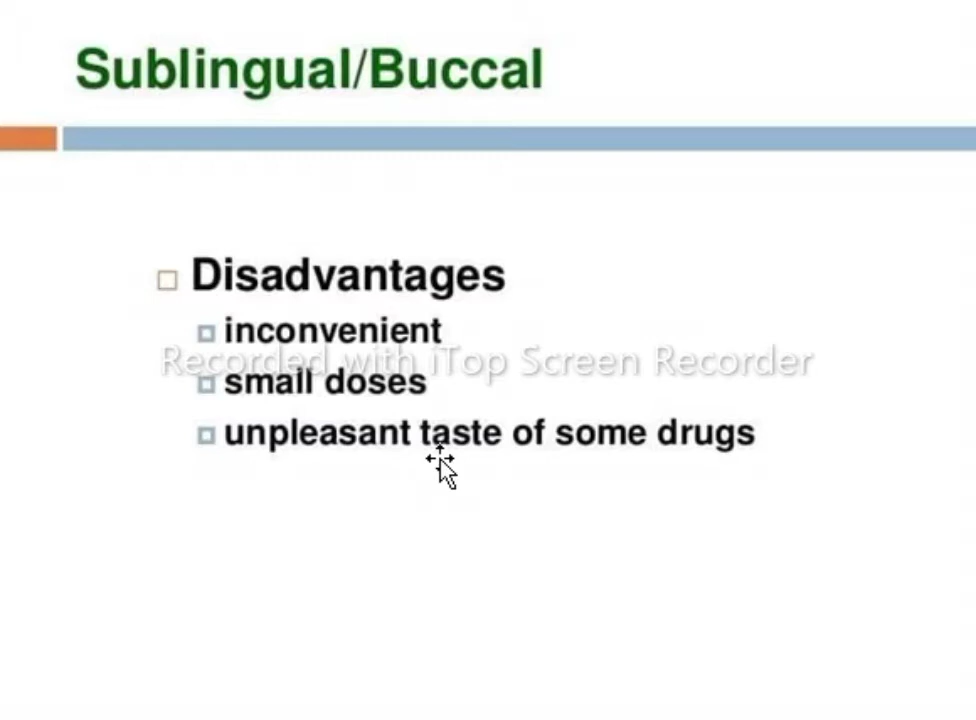 Sublingual/Buccal
Disadvantages
inconvenient
Recorded with iTop Screen Recorder
small doses
unpleasant taste of some drugs